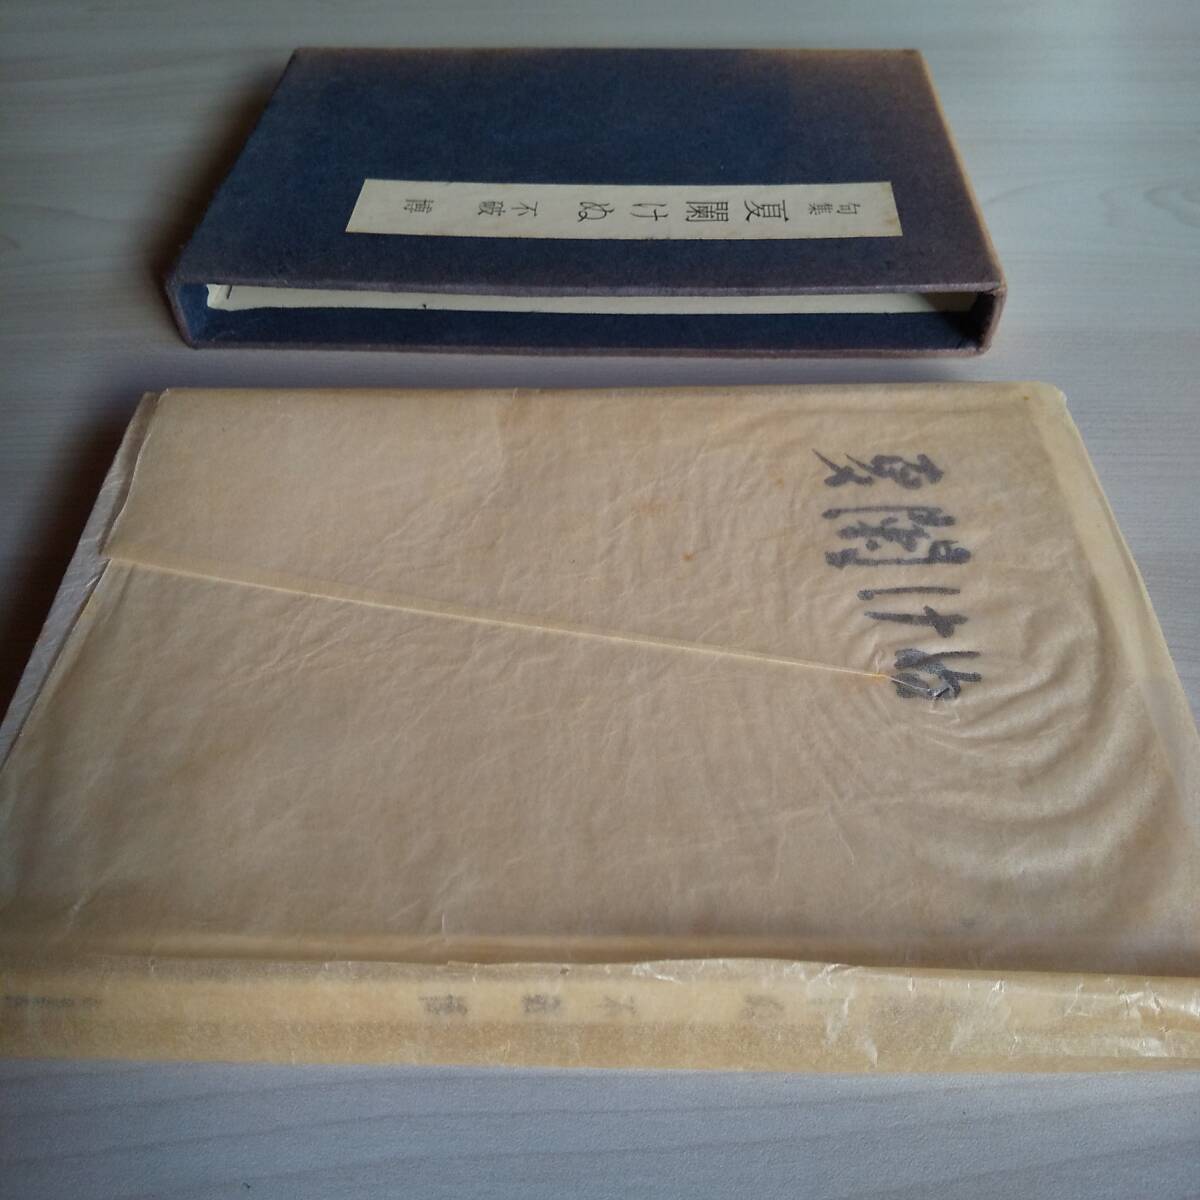 句集 夏闌けぬ 不破 博
夏闌けぬ
不破 博